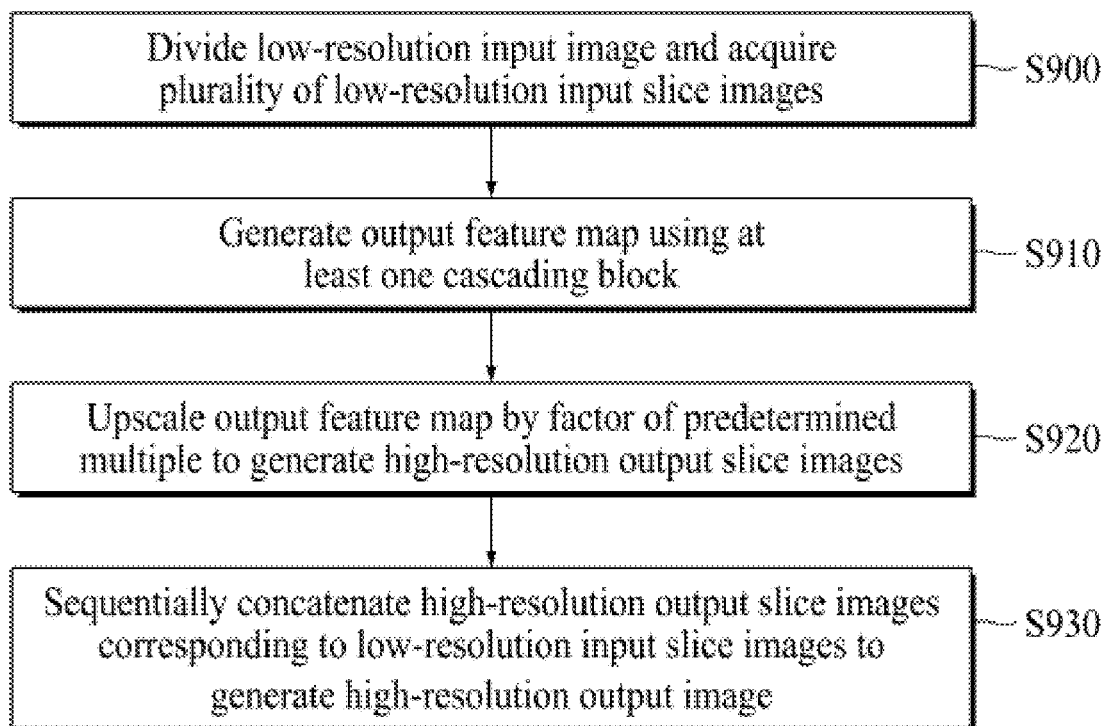 Divide low-resolution input image and acquire
plurality of low-resolution input slice images
S900
Generate output feature map using at
least one cascading block
S910
Upscale output feature map by factor of predetermined
multiple to generate high-resolution output slice images
S920
Sequentially concatenate high-resolution output slice images
corresponding to low-resolution input slice images to
generate high-resolution output image
S930